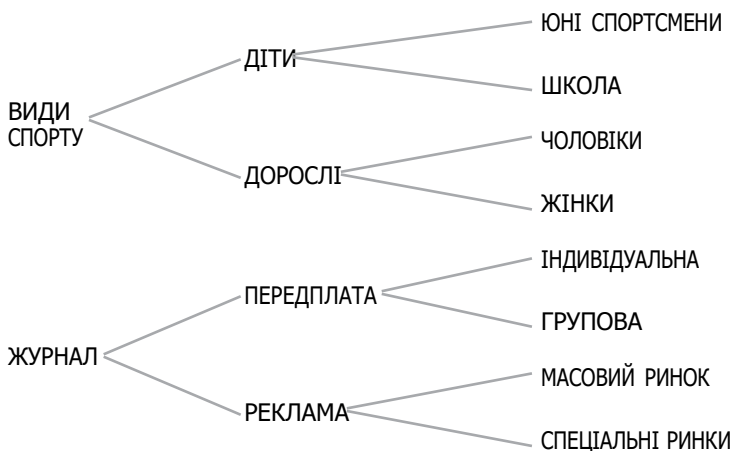 ЮНІ СПОРТСМЕНИ
ДІТИ
ШКОЛА
ВИДИ
СПОРТУ
ЧОЛОВІКИ
ДОРОСЛІ
ЖІНКИ
ІНДИВІДУАЛЬНА
ПЕРЕДПЛАТА
ГРУПОВА
ЖУРНАЛ
МАСОВИЙ РИНОК
РЕКЛАМА
СПЕЦІАЛЬНІ РИНКИ